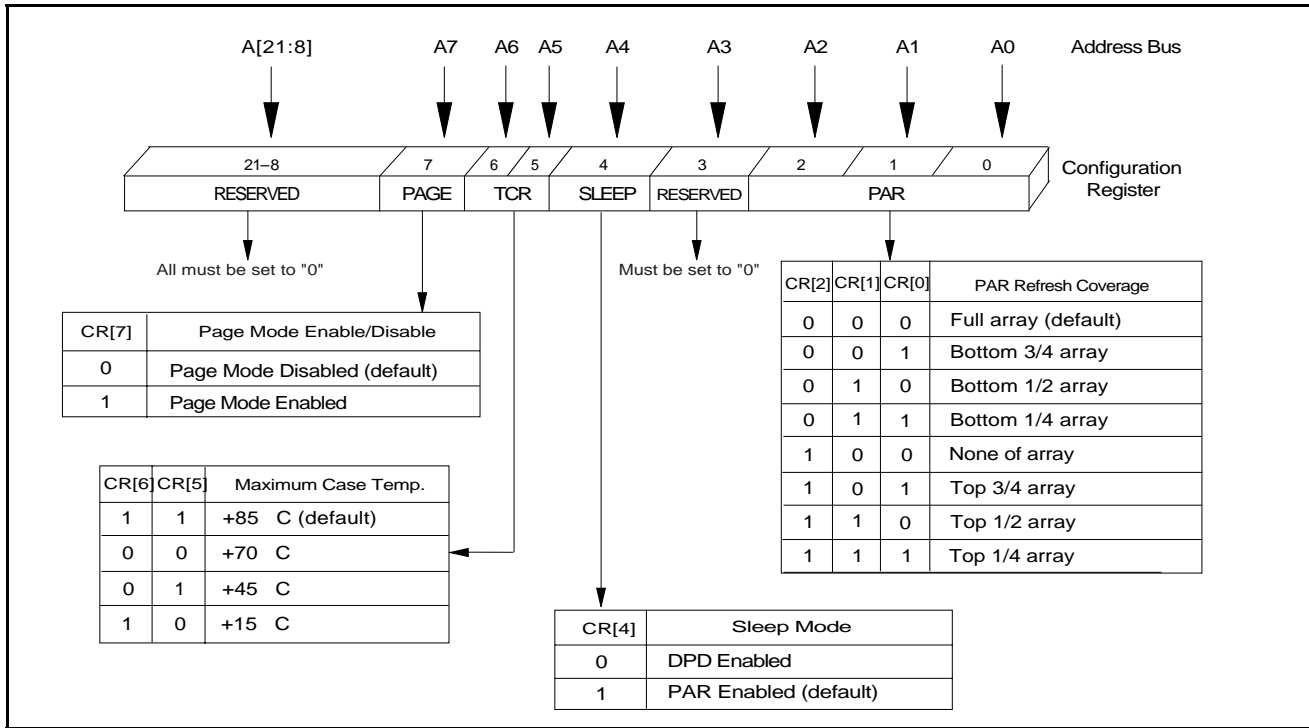 A[21:8] A7 A6 A5 A4 A3 A2 A1 A0 Address Bus
21–8 7 6 5 4 3 2 1 0
Configuration
Register
RESERVED PAGE TCR SLEEP RESERVED PAR
All must be set to "0"
Must be set to "0"
CR[7] Page Mode Enable/Disable
0 Page Mode Disabled (default)
1 Page Mode Enabled
CR[2] CR[1] CR[0] PAR Refresh Coverage
0 0 0 Full array (default)
0 0 1 Bottom 3/4 array
0 1 0 Bottom 1/2 array
0 1 1 Bottom 1/4 array
1 0 0 None of array
1 0 1 Top 3/4 array
1 1 0 Top 1/2 array
1 1 1 Top 1/4 array
CR[6] CR[5] Maximum Case Temp.
1 1 +85 C (default)
0 0 +70 C
0 1 +45 C
1 0 +15 C
CR[4] Sleep Mode
0 DPD Enabled
1 PAR Enabled (default)